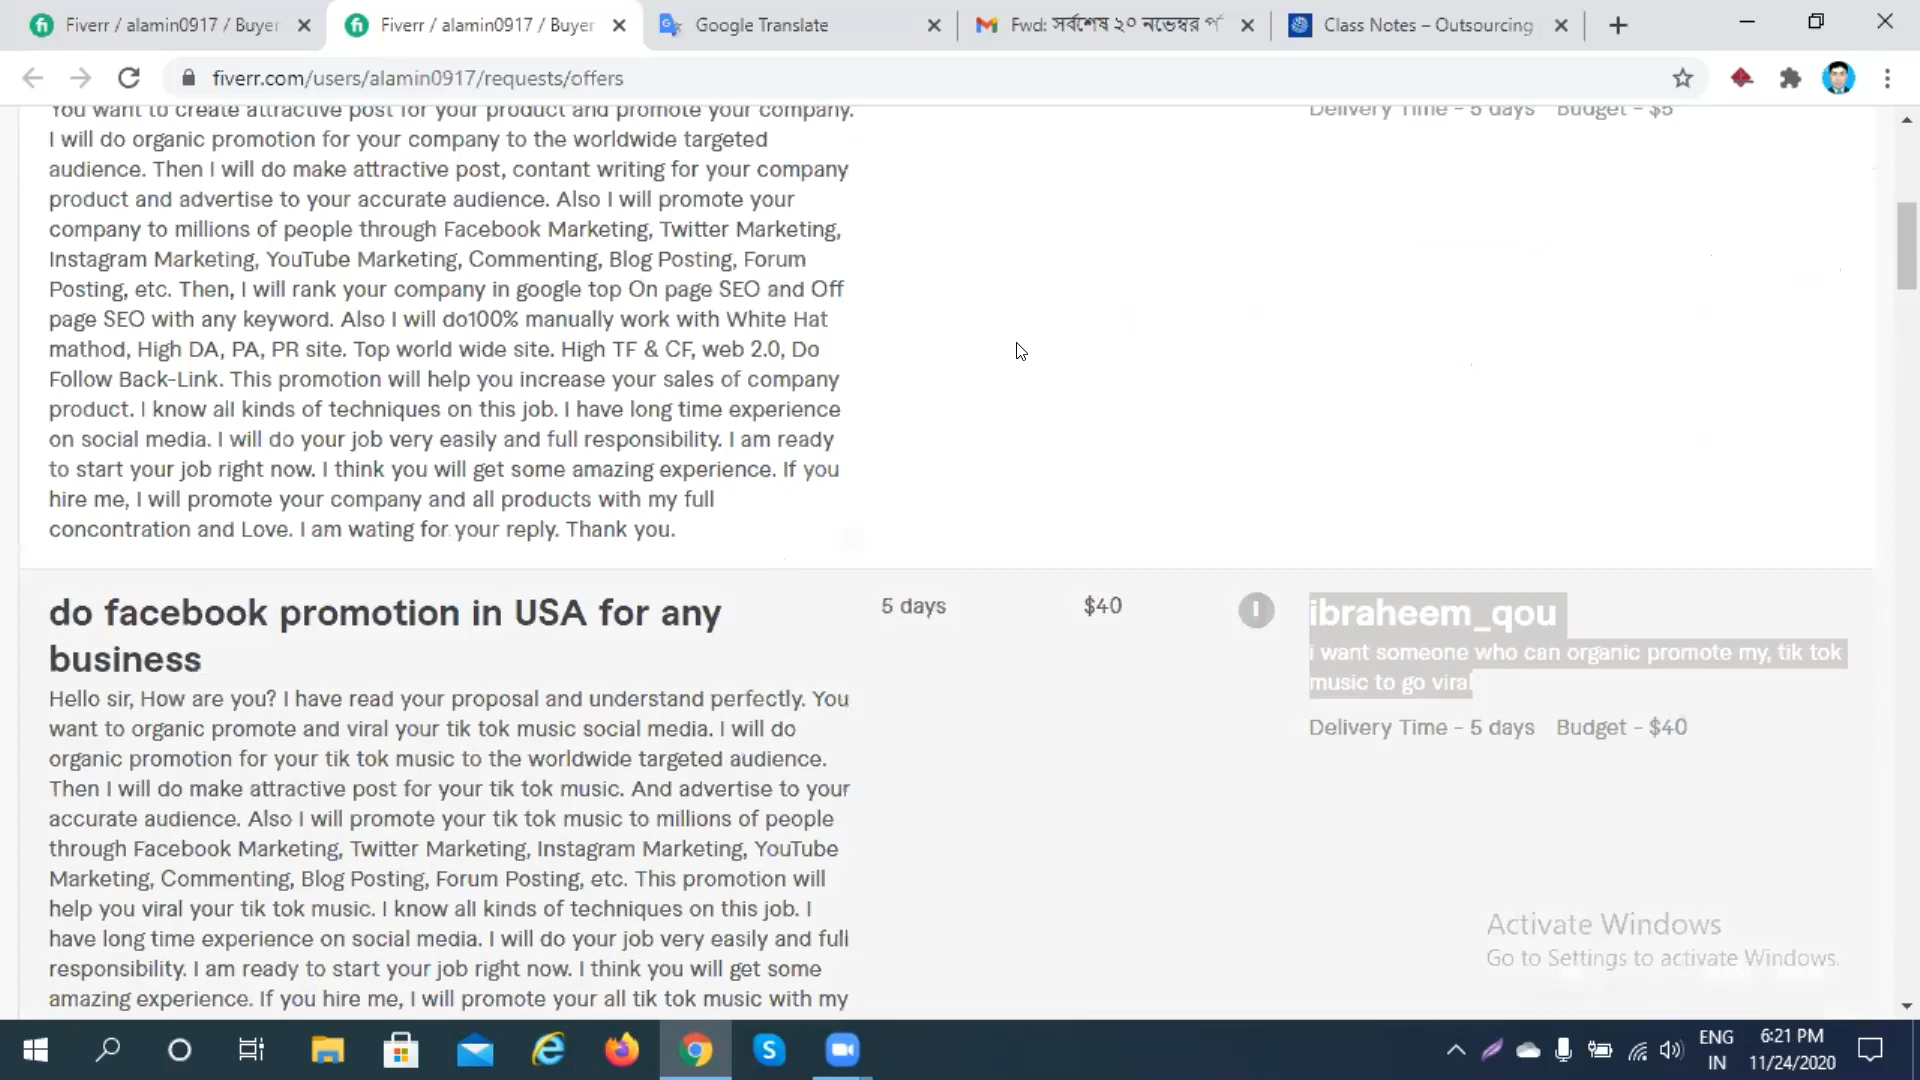 Fiverr / alamin0917 / Buyer
Fiverr / alamin0917 / Buyer
Google Translate
Fwd: সর্বশেষ ২০ নভেম্বর
Class Notes – Outsourcing
fiverr.com/users/alamin0917/requests/offers
You want to create attractive post for your product and promote your company.
I will do organic promotion for your company to the worldwide targeted
audience. Then I will do make attractive post, contant writing for your company
product and advertise to your accurate audience. Also I will promote your
company to millions of people through Facebook Marketing, Twitter Marketing,
Instagram Marketing, YouTube Marketing, Commenting, Blog Posting, Forum
Posting, etc. Then, I will rank your company in google top On page SEO and Off
page SEO with any keyword. Also I will do100% manually work with White Hat
mathod, High DA, PA, PR site. Top world wide site. High TF & CF, web 2.0, Do
Follow Back-Link. This promotion will help you increase your sales of company
product. I know all kinds of techniques on this job. I have long time experience
on social media. I will do your job very easily and full responsibility. I am ready
to start your job right now. I think you will get some amazing experience. If you
hire me, I will promote your company and all products with my full
concontration and Love. I am wating for your reply. Thank you.
Delivery Time - 5 days Budget - $5
do facebook promotion in USA for any
business
Hello sir, How are you? I have read your proposal and understand perfectly. You
want to organic promote and viral your tik tok music social media. I will do
organic promotion for your tik tok music to the worldwide targeted audience.
Then I will do make attractive post for your tik tok music. And advertise to your
accurate audience. Also I will promote your tik tok music to millions of people
through Facebook Marketing, Twitter Marketing, Instagram Marketing, YouTube
Marketing, Commenting, Blog Posting, Forum Posting, etc. This promotion will
help you viral your tik tok music. I know all kinds of techniques on this job. I
have long time experience on social media. I will do your job very easily and full
responsibility. I am ready to start your job right now. I think you will get some
amazing experience. If you hire me, I will promote your all tik tok music with my
5 days
$40
I
ibraheem_qou
i want someone who can organic promote my, tik tok
music to go viral
Delivery Time - 5 days Budget - $40
Activate Windows
Go to Settings to activate Windows.
ENG
IN
6:21 PM
11/24/2020